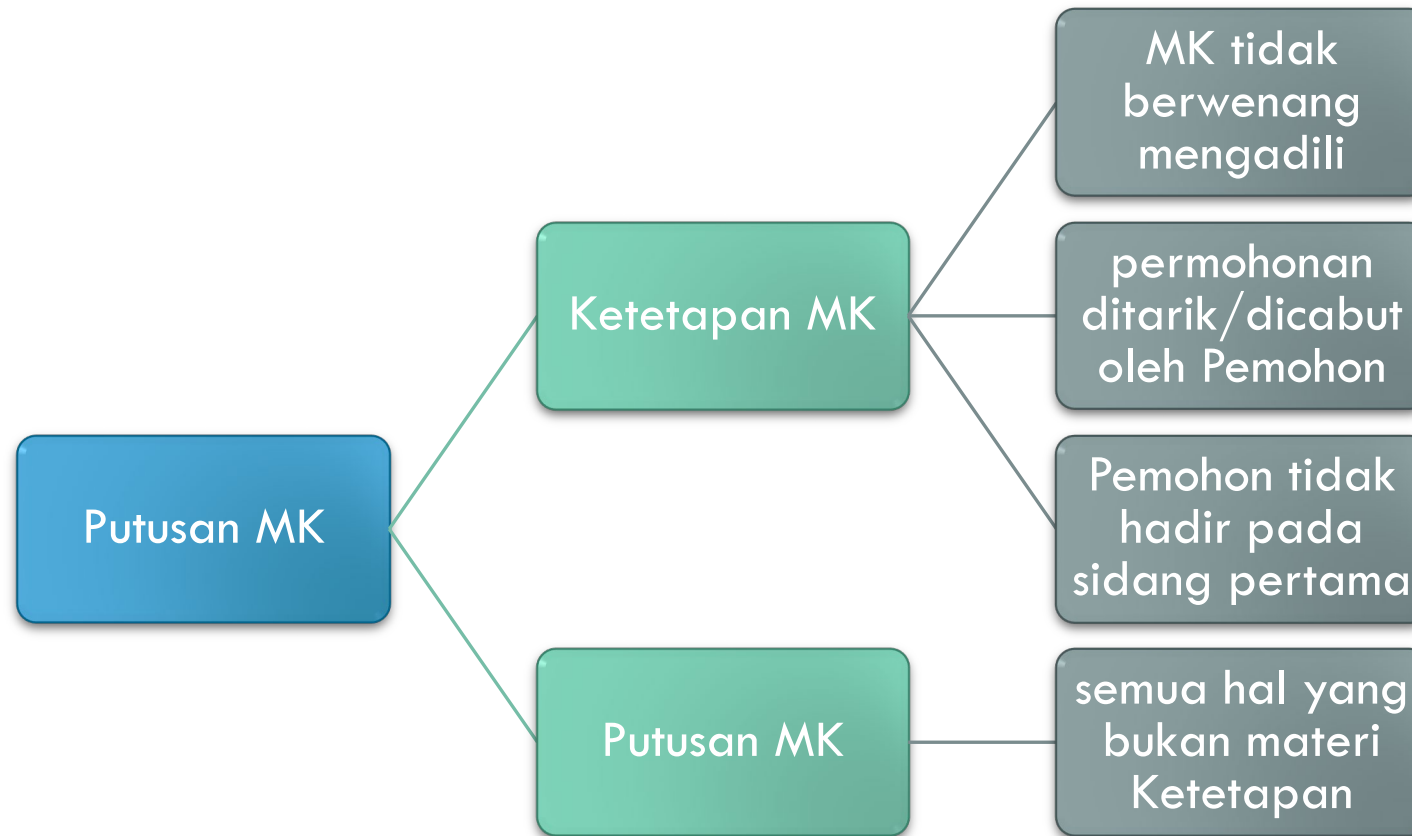 MK tidak
berwenang
mengadili
permohonan
ditarik/dicabut
oleh Pemohon
Ketetapan MK
Pemohon tidak
hadir pada
sidang pertama
Putusan MK
Putusan MK
semua hal yang
bukan materi
Ketetapan